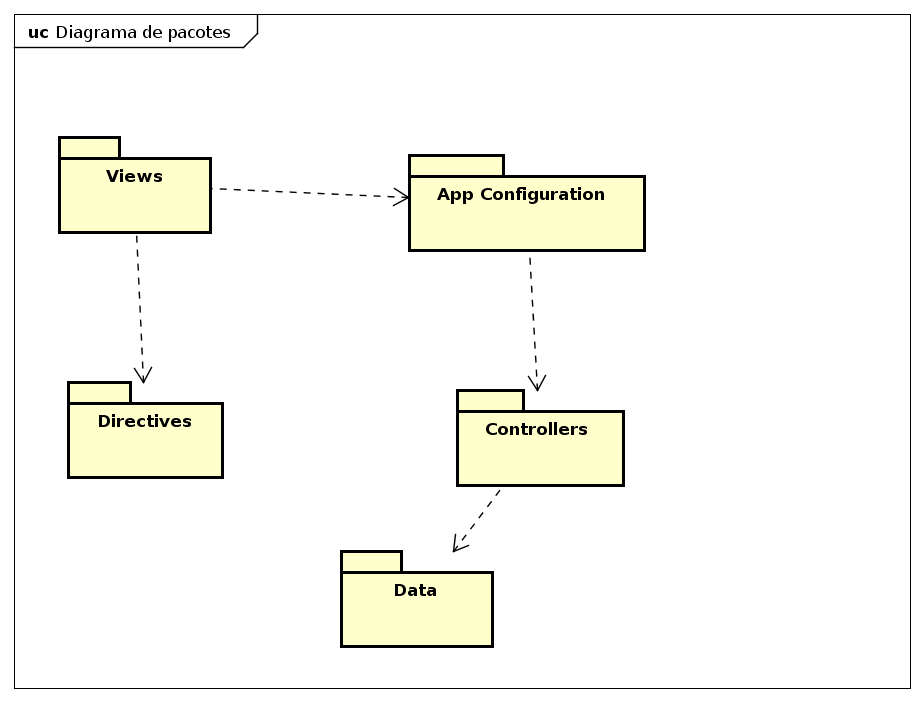 uc Diagrama de pacotes
Views
App Configuration
Directives
Controllers
Data